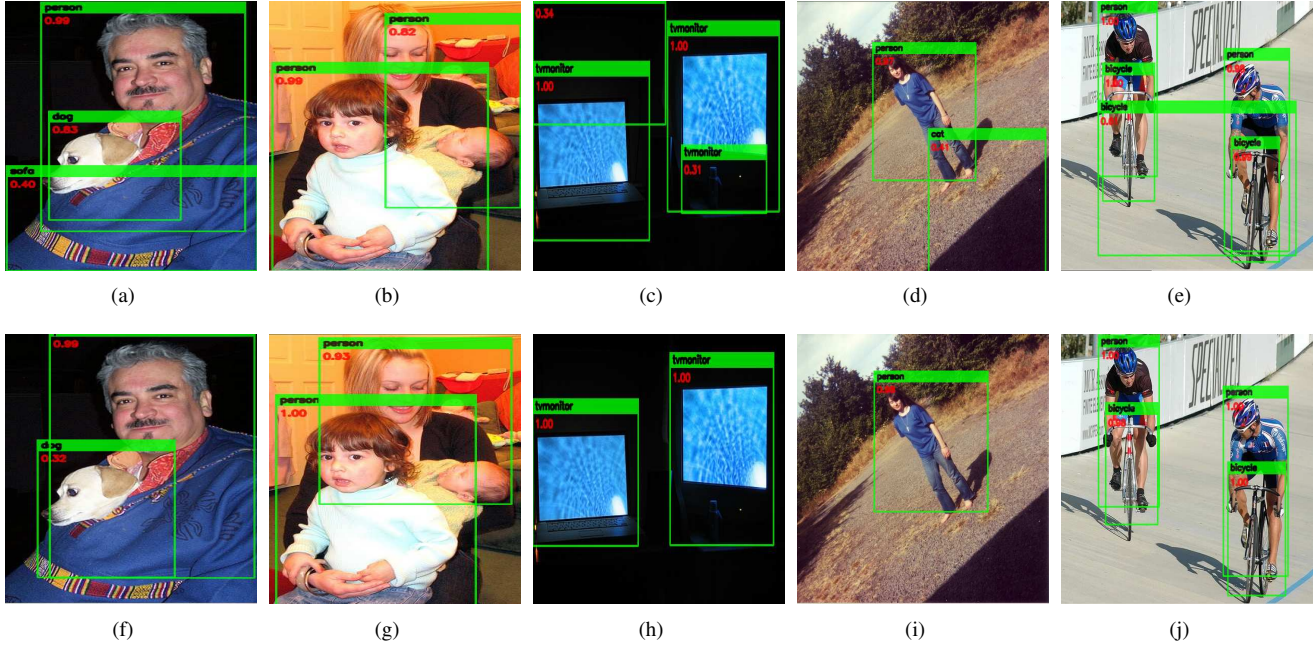 person
0.99
dog
0.83
sofa
0.40
person
0.82
person
0.99
0.34
tvmonitor
1.00
tvmonitor
1.00
tvmonitor
0.31
person
cat
person
1.00
bicycle
person
bicycle
bicycle
SPECIALIZE
(a)
(b)
(c)
(d)
(e)
0.99
dog
0.32
person
0.93
person
1.00
tvmonitor
1.00
tvmonitor
1.00
person
person
1.00
bicycle
person
bicycle
1.00
(f)
(g)
(h)
(i)
(j)